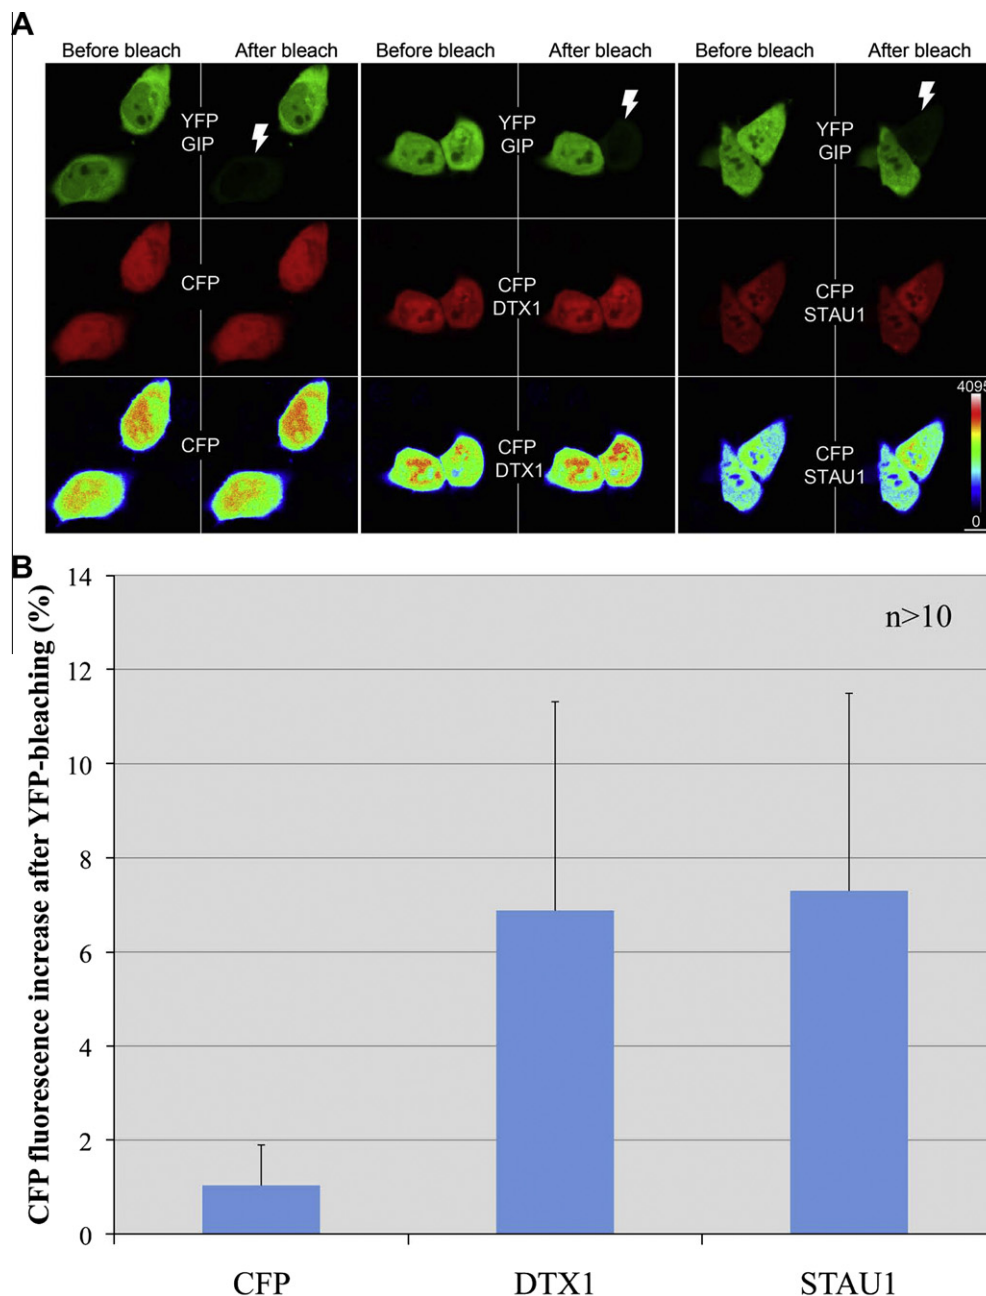 A
Before bleach After bleach Before bleach After bleach Before bleach After bleach
YFP GIP
YFP GIP
YFP GIP
CFP
CFP DTX1
CFP STAU1
CFP
CFP DTX1
CFP STAU1
4095
0
B
CFP fluorescence increase after YFP-bleaching (%)
14
12
10
8
6
4
2
0
n>10
CFP DTX1 STAU1